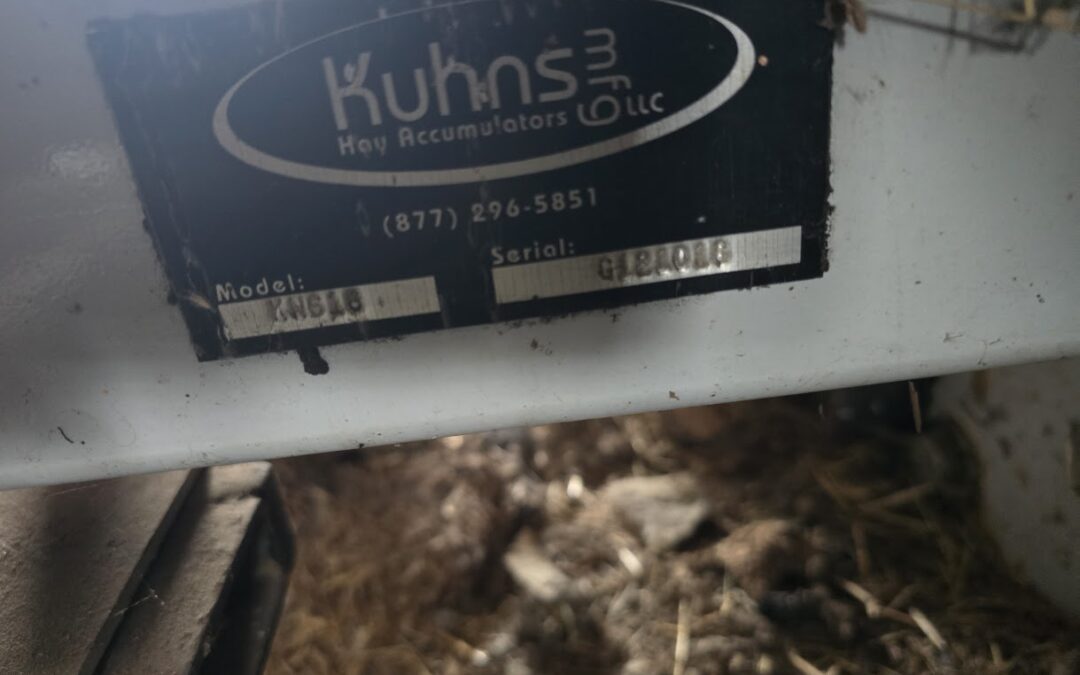 Kuhns mfg LLC
Hay Accumulators
(877) 296-5851
Model:
Serial: